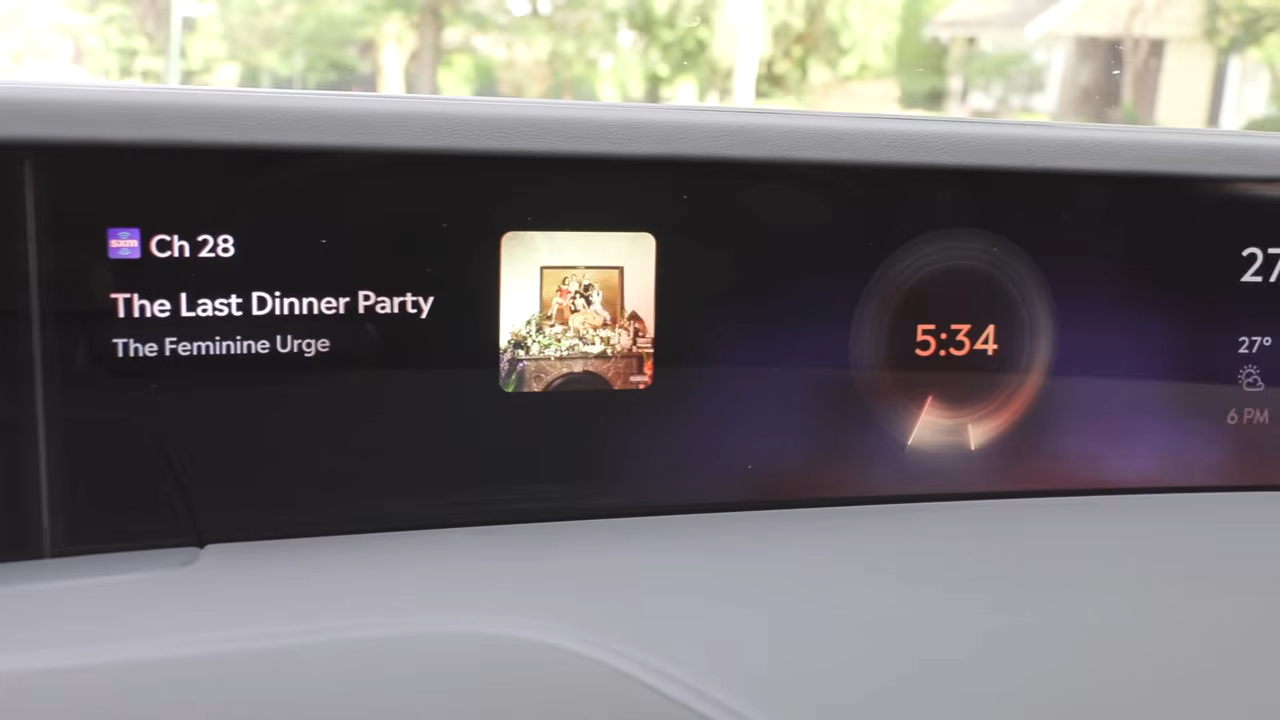 sxm Ch 28
The Last Dinner Party
The Feminine Urge
5:34
27
27°
6 PM